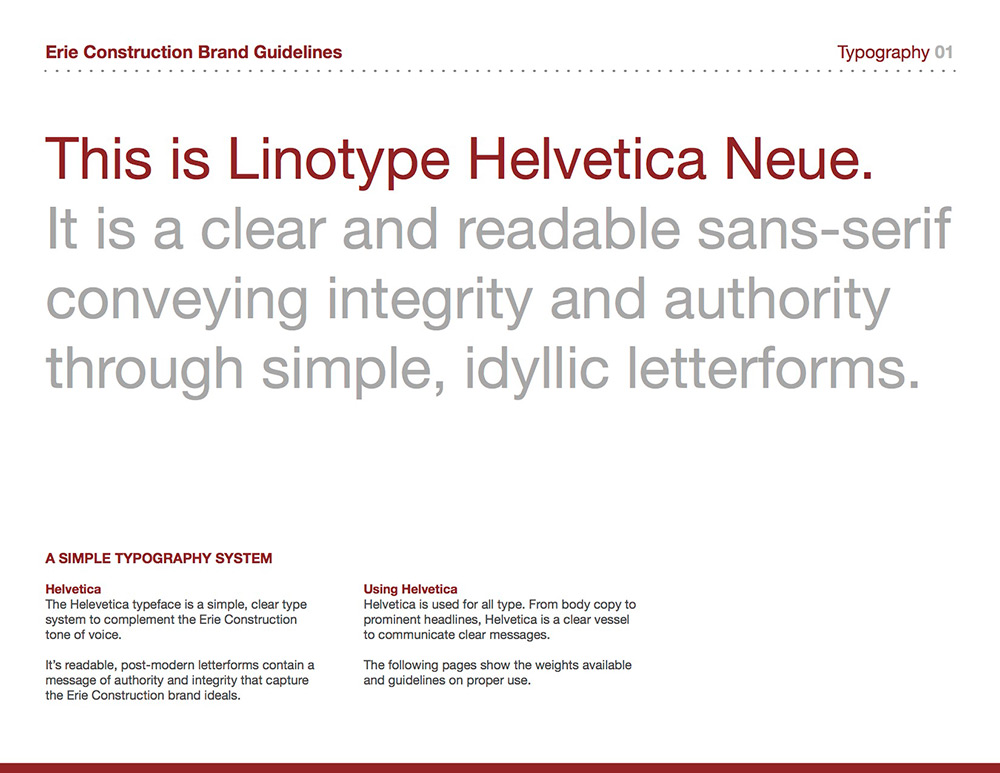 Erie Construction Brand Guidelines
Typography 01
This is Linotype Helvetica Neue.
It is a clear and readable sans-serif
conveying integrity and authority
through simple, idyllic letterforms.
A SIMPLE TYPOGRAPHY SYSTEM
Helvetica
The Helevetica typeface is a simple, clear type
system to complement the Erie Construction
tone of voice.
It's readable, post-modern letterforms contain a
message of authority and integrity that capture
the Erie Construction brand ideals.
Using Helvetica
Helvetica is used for all type. From body copy to
prominent headlines, Helvetica is a clear vessel
to communicate clear messages.
The following pages show the weights available
and guidelines on proper use.